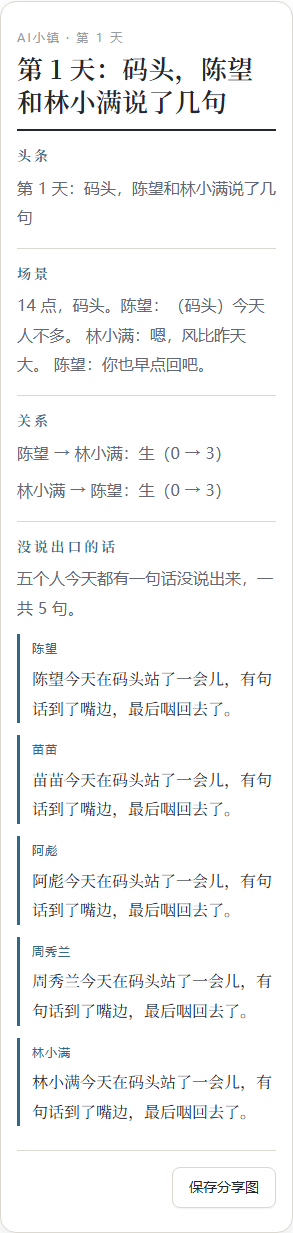 AI小镇 · 第 1 天
第 1 天：码头，陈望
和林小满说了几句
头条
第 1 天：码头，陈望和林小满说了几
句
场景
14 点，码头。陈望：（码头）今天
人不多。 林小满：嗯，风比昨天
大。 陈望：你也早点回吧。
关系
陈望 → 林小满：生（0 → 3）
林小满 → 陈望：生（0 → 3）
没说出口的话
五个人今天都有一句话没说出来，一
共 5 句。
陈望
陈望今天在码头站了一会儿，有句
话到了嘴边，最后咽回去了。
苗苗
苗苗今天在码头站了一会儿，有句
话到了嘴边，最后咽回去了。
阿彪
阿彪今天在码头站了一会儿，有句
话到了嘴边，最后咽回去了。
周秀兰
周秀兰今天在码头站了一会儿，有
句话到了嘴边，最后咽回去了。
林小满
林小满今天在码头站了一会儿，有
句话到了嘴边，最后咽回去了。
保存分享图